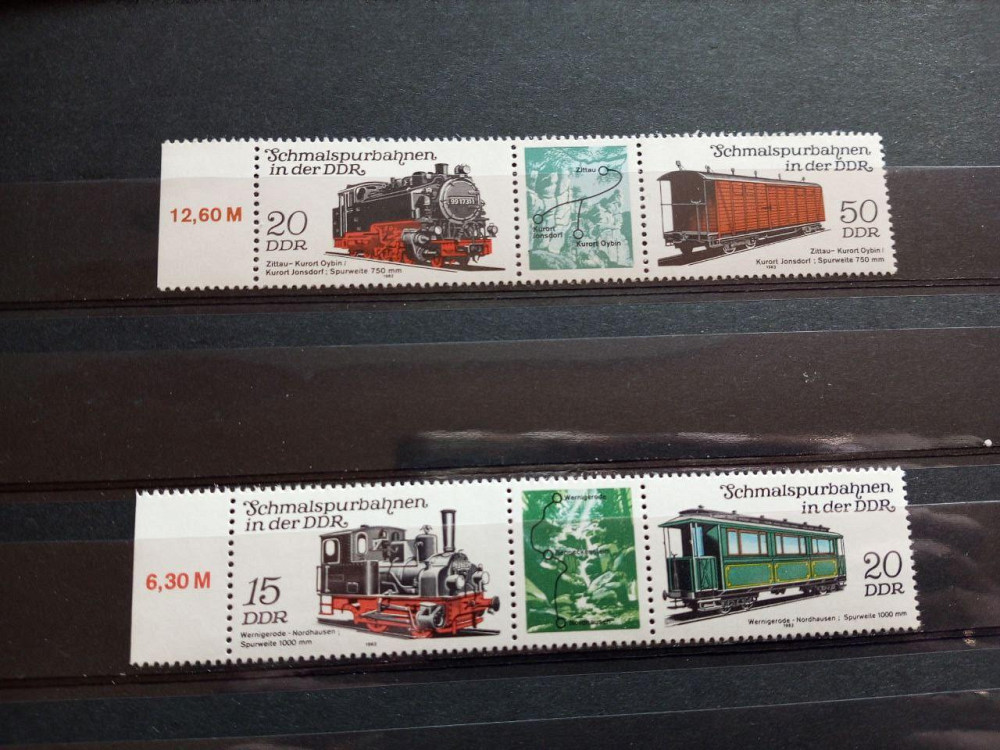 12,60 M
Schmalspurbahnen
in der DDR
20
DDR
Zittau – Kurort Oybin /
Kurort Jonsdorf ; Spurweite 750 mm
1983
99 1731
Zittau
Kurort
Jonsdorf
Kurort Oybin
Schmalspurbahnen
in der DDR
50
DDR
Zittau – Kurort Oybin /
Kurort Jonsdorf ; Spurweite 750 mm
1983
6,30 M
Schmalspurbahnen
in der DDR
15
DDR
Wernigerode - Nordhausen ;
Spurweite 1000 mm
1983
Wernigerode
Schmalspurbahnen
in der DDR
20
DDR
Wernigerode - Nordhausen ; Spurweite 1000 mm
1983